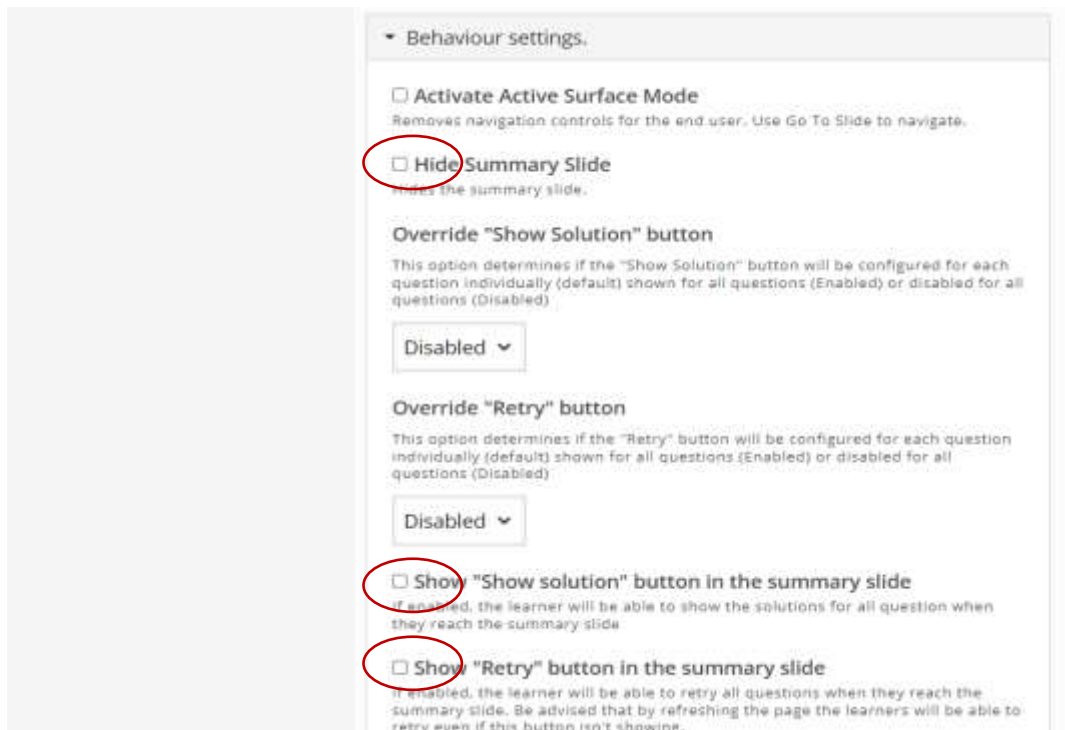 Behaviour settings.
Activate Active Surface Mode
Removes navigation controls for the end user. Use Go To Slide to navigate.
Hide Summary Slide
Hides the summary slide.
Override "Show Solution" button
This option determines if the "Show Solution" button will be configured for each
question individually (default) shown for all questions (Enabled) or disabled for all
questions (Disabled)
Disabled
Override "Retry" button
This option determines if the "Retry" button will be configured for each question
individually (default) shown for all questions (Enabled) or disabled for all
questions (Disabled)
Disabled
Show "Show solution" button in the summary slide
If enabled, the learner will be able to show the solutions for all question when
they reach the summary slide
Show "Retry" button in the summary slide
If enabled, the learner will be able to retry all questions when they reach the
summary slide. Be advised that by refreshing the page the learners will be able to
retry even if this button isn't showing.